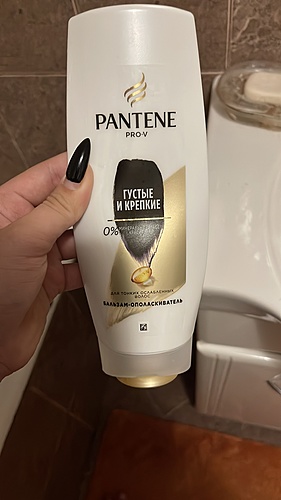 PANTENE
PRO-V
ГУСТЫЕ
И КРЕПКИЕ
0%
ДЛЯ ТОНКИХ ОСЛАБЛЕННЫХ
ВОЛОС
БАЛЬЗАМ-ОПОЛАСКИВАТЕЛЬ